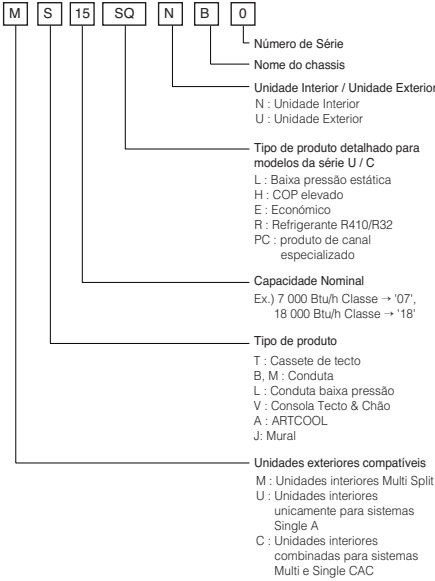 M S 15 SQ N B 0
Número de Série
Nome do chassis
Unidade Interior / Unidade Exterior
N : Unidade Interior
U : Unidade Exterior
Tipo de produto detalhado para
modelos da série U / C
L : Baixa pressão estática
H : COP elevado
E : Económico
R : Refrigerante R410/R32
PC : produto de canal
especializado
Capacidade Nominal
Ex.) 7 000 Btu/h Classe → '07',
18 000 Btu/h Classe → '18'
Tipo de produto
T : Cassete de tecto
B, M : Conduta
L : Conduta baixa pressão
V : Consola Tecto & Chão
A : ARTCOOL
J: Mural
Unidades exteriores compatíveis
M : Unidades interiores Multi Split
U : Unidades interiores
unicamente para sistemas
Single A
C : Unidades interiores
combinadas para sistemas
Multi e Single CAC